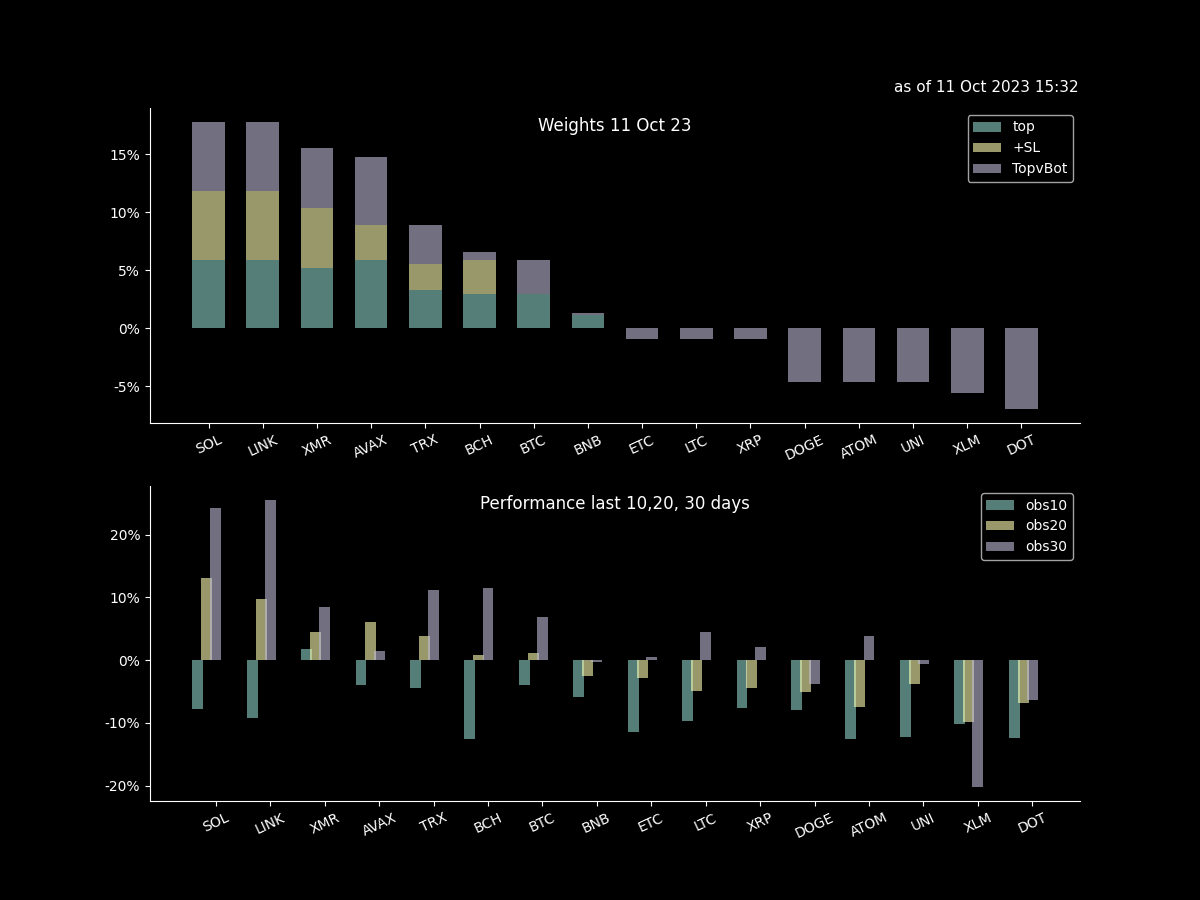 as of 11 Oct 2023 15:32
Weights 11 Oct 23
top
+SL
TopvBot
15%
10%
5%
0%
-5%
SOL LINK XMR AVAX TRX BCH BTC BNB ETC LTC XRP DOGE ATOM UNI XLM DOT
Performance last 10,20, 30 days
obs10
obs20
obs30
20%
10%
0%
-10%
-20%
SOL LINK XMR AVAX TRX BCH BTC BNB ETC LTC XRP DOGE ATOM UNI XLM DOT